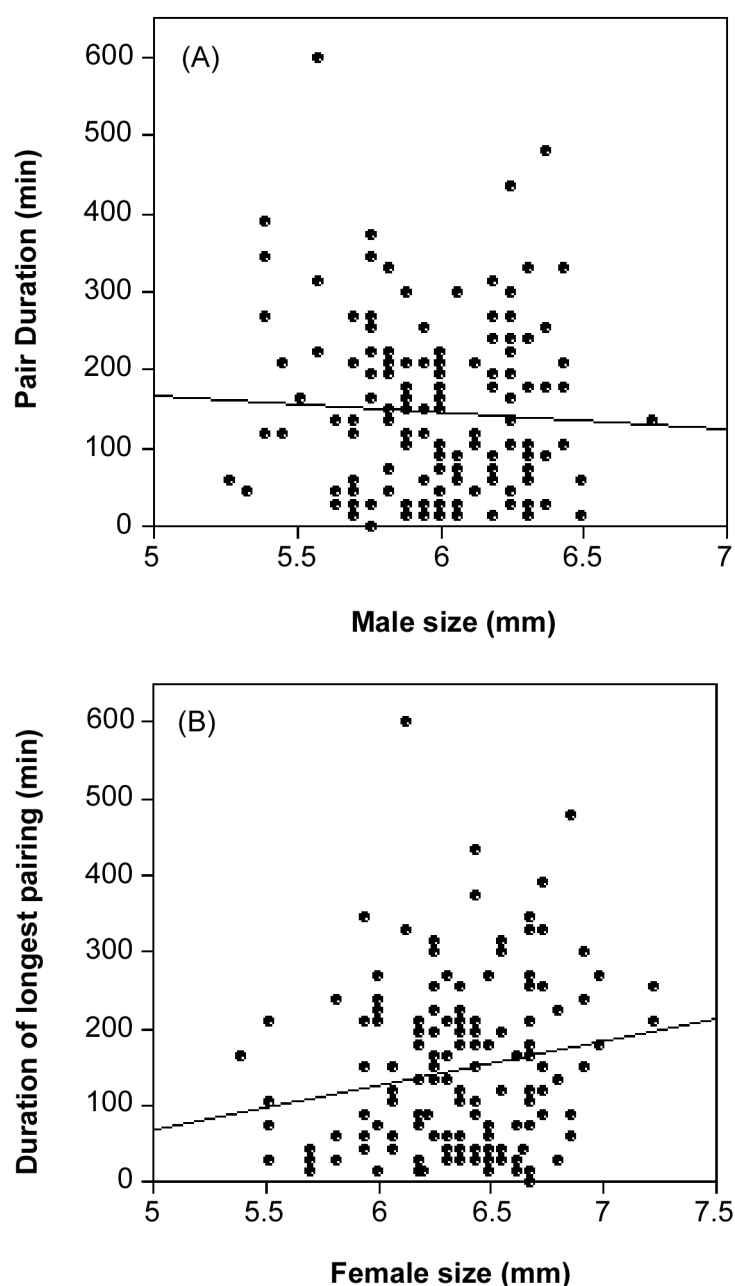 (A)
600
500
400
300
200
100
0
Pair Duration (min)
5 5.5 6 6.5 7
Male size (mm)
(B)
600
500
400
300
200
100
0
Duration of longest pairing (min)
5 5.5 6 6.5 7 7.5
Female size (mm)